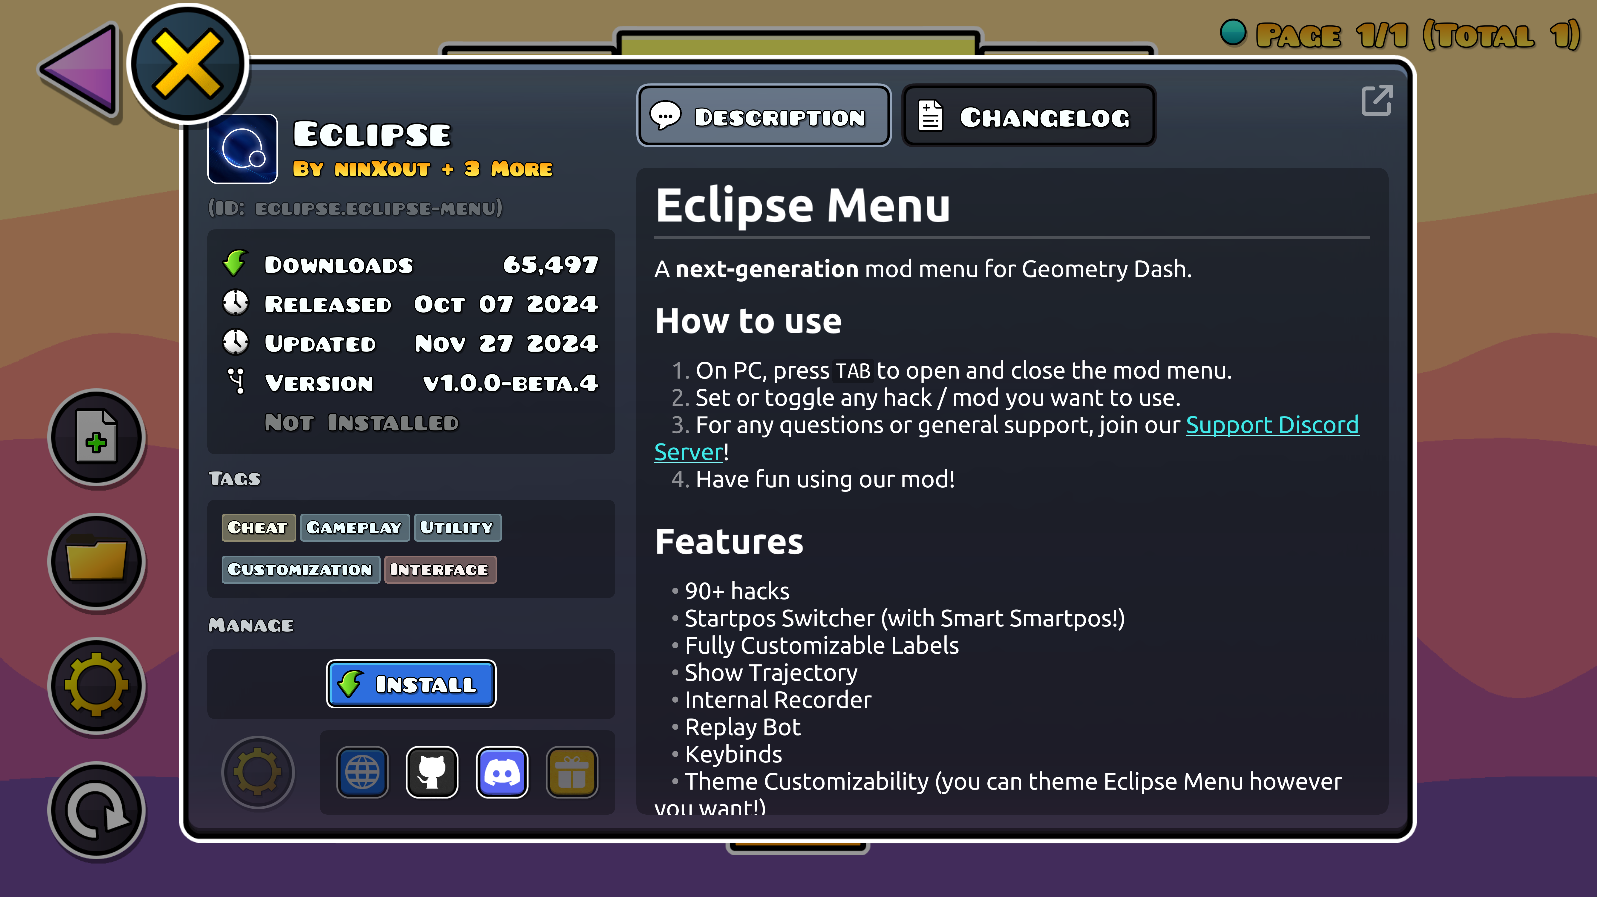 Page 1/1 (Total 1)
Eclipse
By ninXout + 3 More
(ID: eclipse.eclipse-menu)
Downloads 65,497
Released Oct 07 2024
Updated Nov 27 2024
Version v1.0.0-beta.4
Not Installed
Tags
Cheat Gameplay Utility
Customization Interface
Manage
Install
Description Changelog
Eclipse Menu
A next-generation mod menu for Geometry Dash.
How to use
1. On PC, press TAB to open and close the mod menu.
2. Set or toggle any hack / mod you want to use.
3. For any questions or general support, join our Support Discord
Server!
4. Have fun using our mod!
Features
• 90+ hacks
• Startpos Switcher (with Smart Smartpos!)
• Fully Customizable Labels
• Show Trajectory
• Internal Recorder
• Replay Bot
• Keybinds
• Theme Customizability (you can theme Eclipse Menu however
you want!)